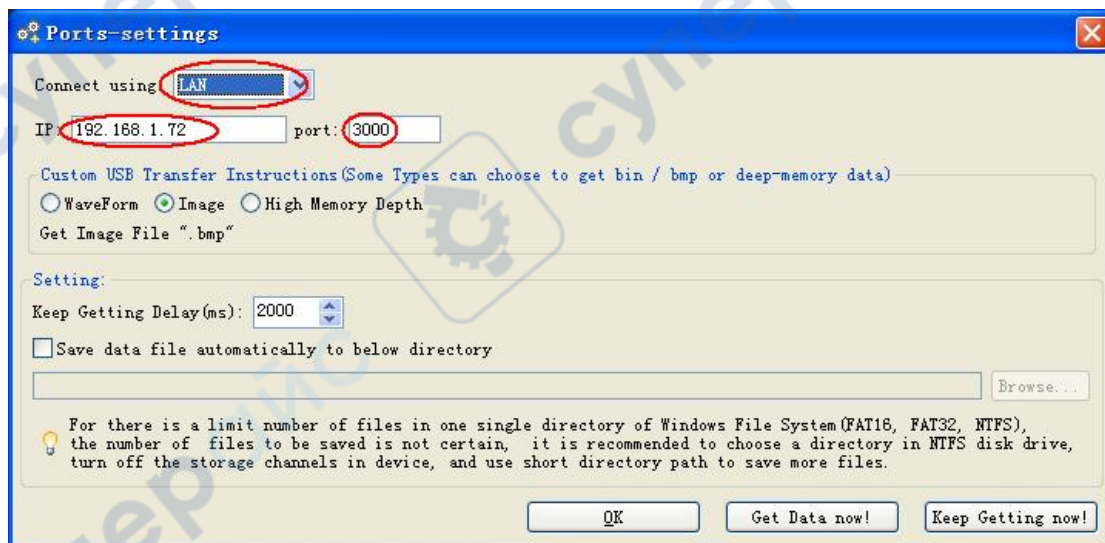 Ports-settings
Connect using: LAN
IP: 192.168.1.72 port: 3000
Custom USB Transfer Instructions(Some Types can choose to get bin / bmp or deep-memory data)
WaveForm Image High Memory Depth
Get Image File ".bmp"
Setting:
Keep Getting Delay(ms): 2000
Save data file automatically to below directory
Browse...
For there is a limit number of files in one single directory of Windows File System(FAT16, FAT32, NTFS),
the number of files to be saved is not certain, it is recommended to choose a directory in NTFS disk drive,
turn off the storage channels in device, and use short directory path to save more files.
OK Get Data now! Keep Getting now!